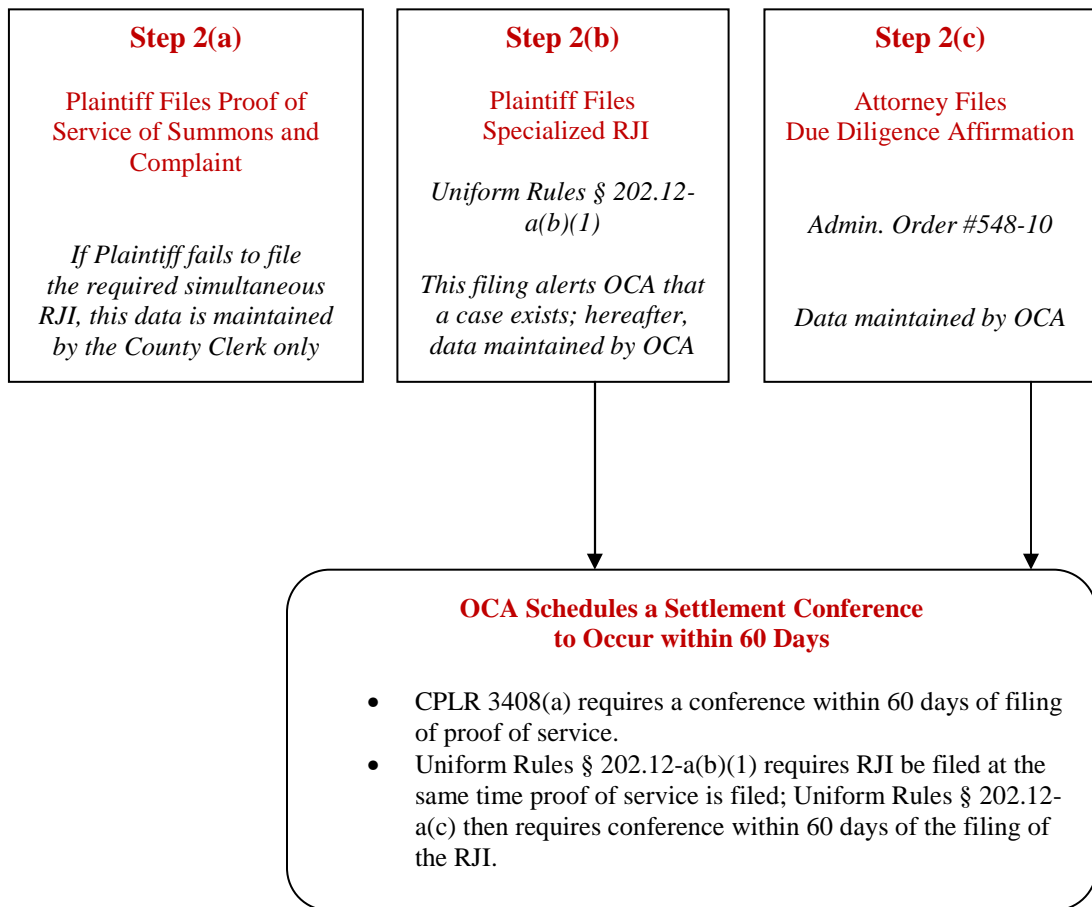 Step 2(a)
Plaintiff Files Proof of
Service of Summons and
Complaint
If Plaintiff fails to file
the required simultaneous
RJI, this data is maintained
by the County Clerk only
Step 2(b)
Plaintiff Files
Specialized RJI
Uniform Rules § 202.12-
a(b)(1)
This filing alerts OCA that
a case exists; hereafter,
data maintained by OCA
Step 2(c)
Attorney Files
Due Diligence Affirmation
Admin. Order #548-10
Data maintained by OCA
OCA Schedules a Settlement Conference
to Occur within 60 Days
• CPLR 3408(a) requires a conference within 60 days of filing
of proof of service.
• Uniform Rules § 202.12-a(b)(1) requires RJI be filed at the
same time proof of service is filed; Uniform Rules § 202.12-
a(c) then requires conference within 60 days of the filing of
the RJI.